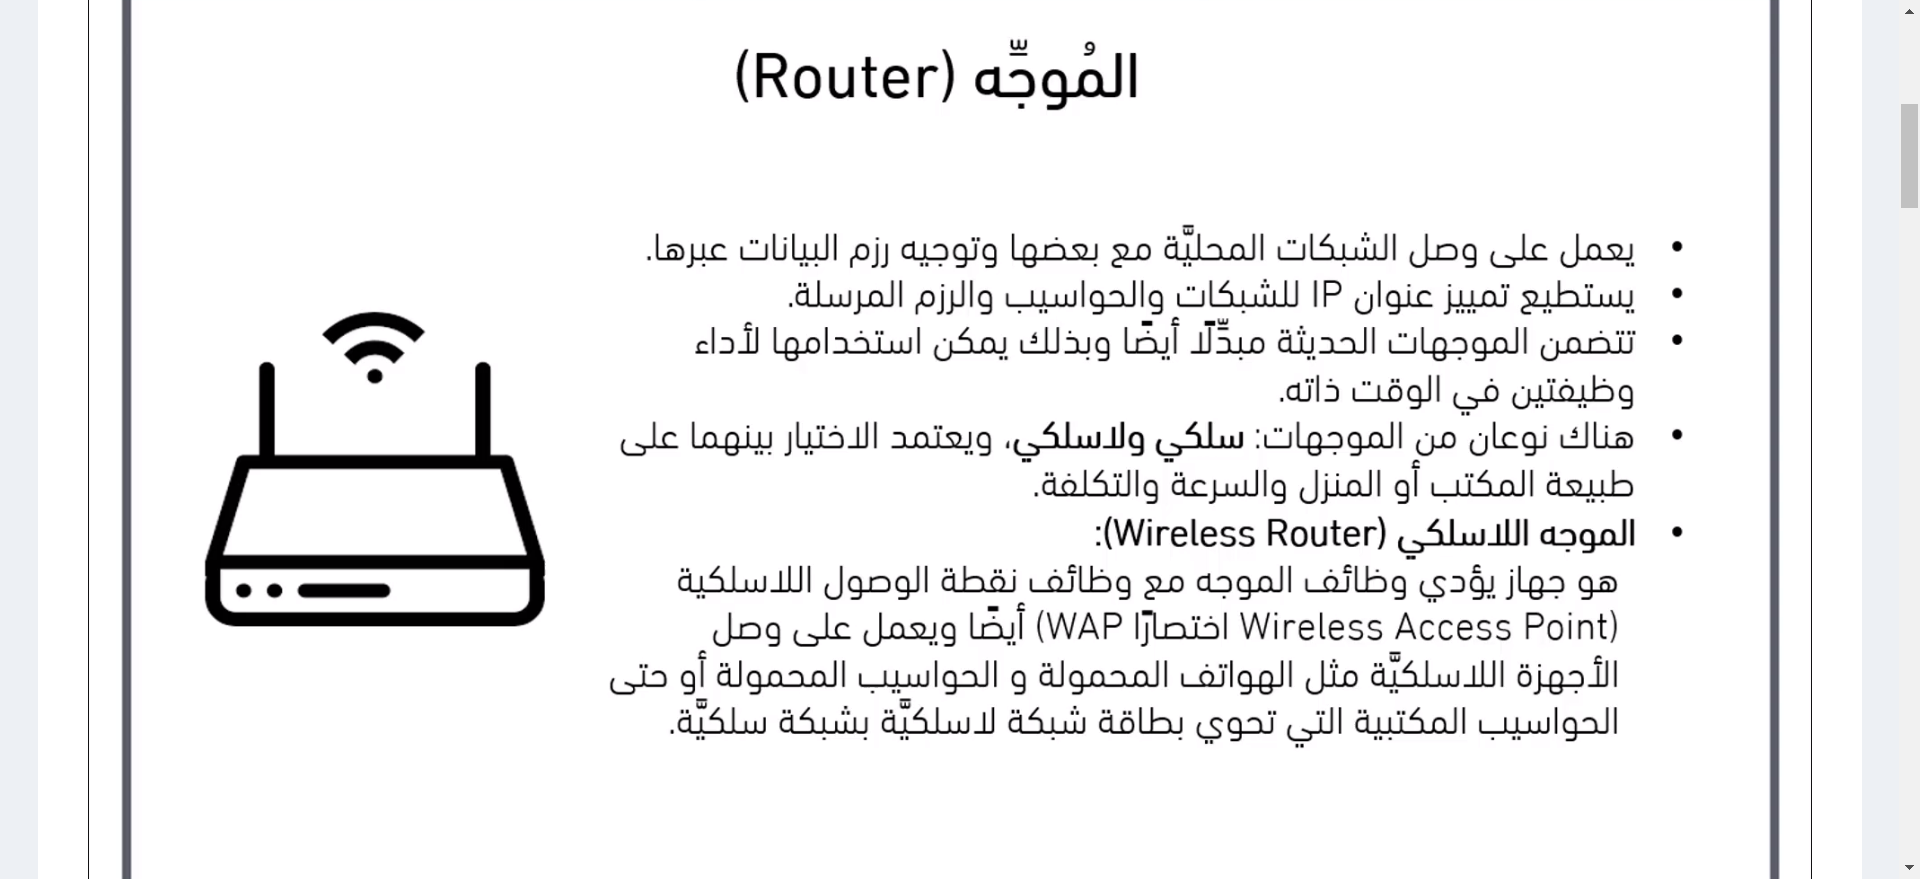 المُوجِّه (Router)
• يعمل على وصل الشبكات المحليَّة مع بعضها وتوجيه رزم البيانات عبرها.
• يستطيع تمييز عنوان IP للشبكات والحواسيب والرزم المرسلة.
• تتضمن الموجهات الحديثة مبدِّلًا أيضًا وبذلك يمكن استخدامها لأداء
وظيفتين في الوقت ذاته.
• هناك نوعان من الموجهات: سلكي ولاسلكي، ويعتمد الاختيار بينهما على
طبيعة المكتب أو المنزل والسرعة والتكلفة.
• الموجه اللاسلكي (Wireless Router):
هو جهاز يؤدي وظائف الموجه مع وظائف نقطة الوصول اللاسلكية
(Wireless Access Point اختصارًا WAP) أيضًا ويعمل على وصل
الأجهزة اللاسلكيَّة مثل الهواتف المحمولة و الحواسيب المحمولة أو حتى
الحواسيب المكتبية التي تحوي بطاقة شبكة لاسلكيَّة بشبكة سلكيَّة.